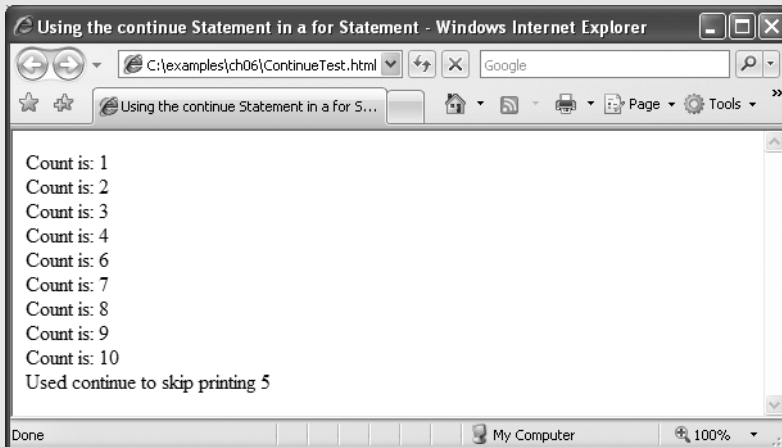 Using the continue Statement in a for Statement - Windows Internet Explorer
C:\examples\ch06\ContinueTest.html
Google
Using the continue Statement in a for S...
Page
Tools
Count is: 1
Count is: 2
Count is: 3
Count is: 4
Count is: 6
Count is: 7
Count is: 8
Count is: 9
Count is: 10
Used continue to skip printing 5
Done
My Computer
100%